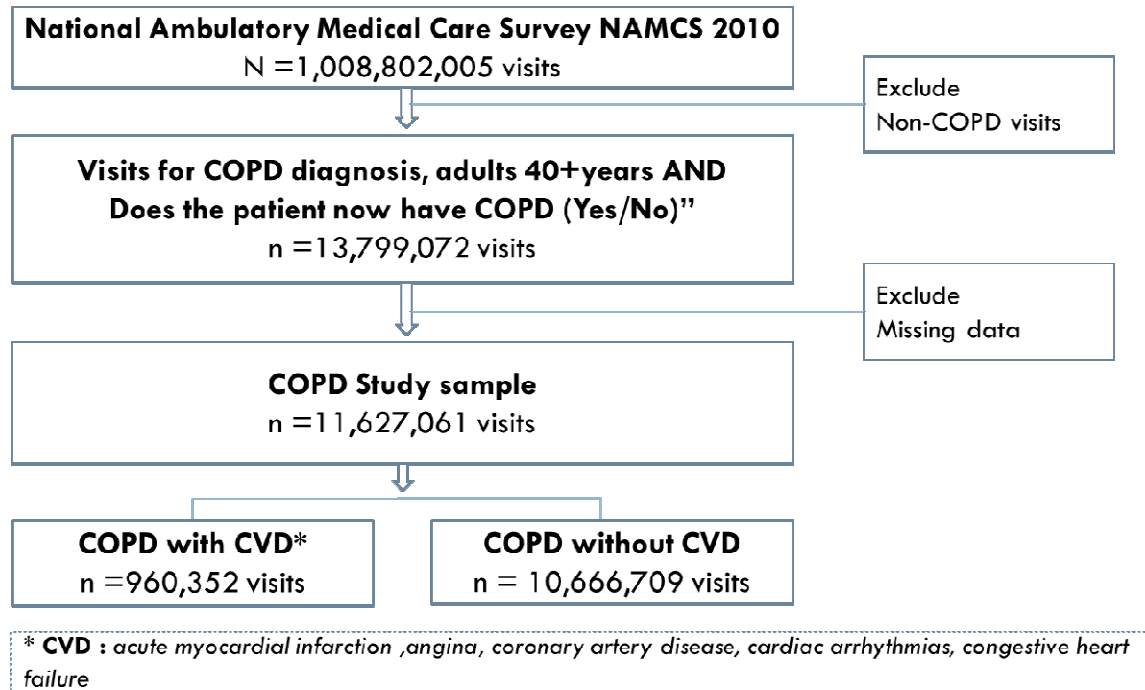 National Ambulatory Medical Care Survey NAMCS 2010
N =1,008,802,005 visits
Exclude
Non-COPD visits
Visits for COPD diagnosis, adults 40+years AND
Does the patient now have COPD (Yes/No)”
n =13,799,072 visits
Exclude
Missing data
COPD Study sample
n =11,627,061 visits
COPD with CVD*
n =960,352 visits
COPD without CVD
n = 10,666,709 visits
* CVD : acute myocardial infarction ,angina, coronary artery disease, cardiac arrhythmias, congestive heart
failure